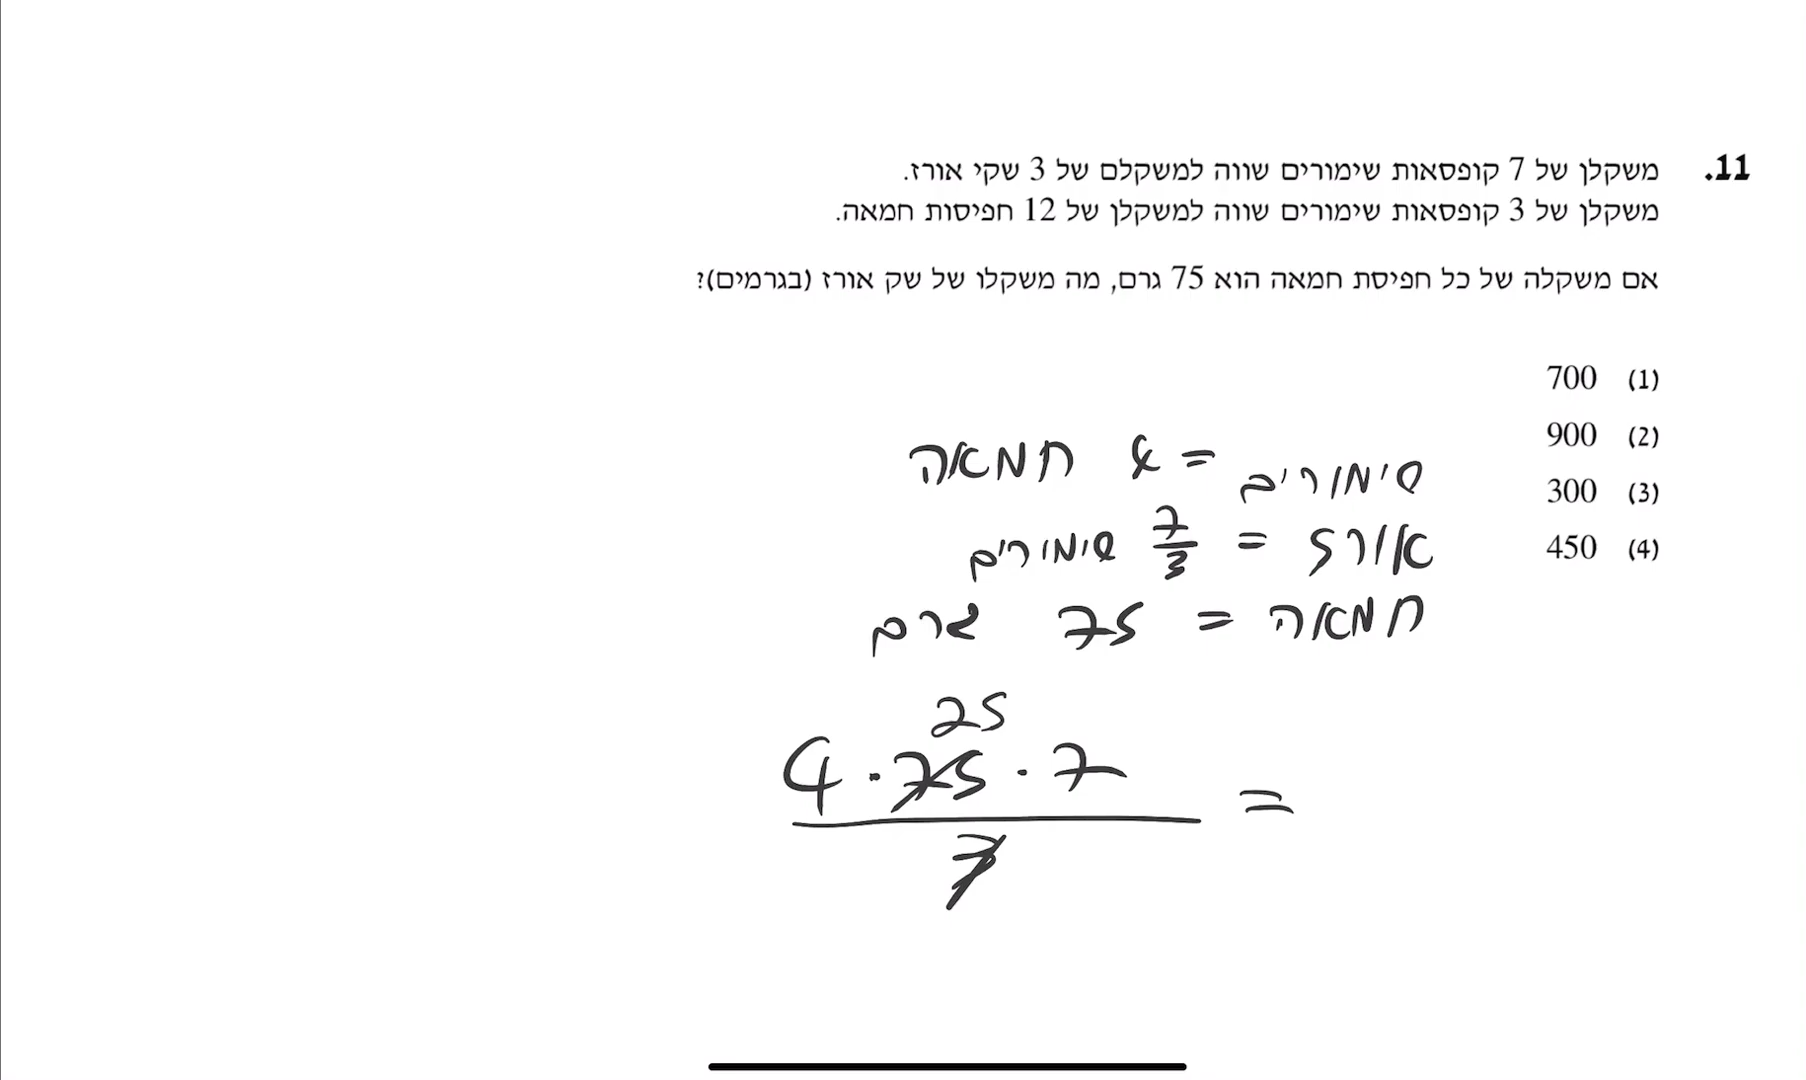 11. משקלן של 7 קופסאות שימורים שווה למשקלם של 3 שקי אורז.
משקלן של 3 קופסאות שימורים שווה למשקלן של 12 חפיסות חמאה.
אם משקלה של כל חפיסת חמאה הוא 75 גרם, מה משקלו של שק אורז (בגרמים)?
(1) 700
(2) 900
(3) 300
(4) 450
שימורים = 4 חמאה
אורז = 7/3 שימורים
חמאה = 75 גרם
25
4 · 75 · 7 =
3